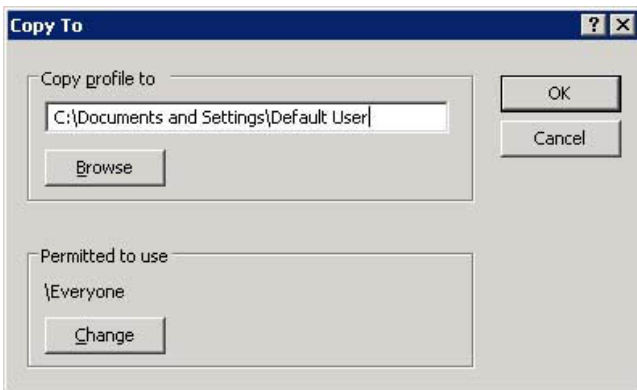 Copy To
Copy profile to
OK
C:\Documents and Settings\Default User
Cancel
Browse
Permitted to use
\Everyone
Change